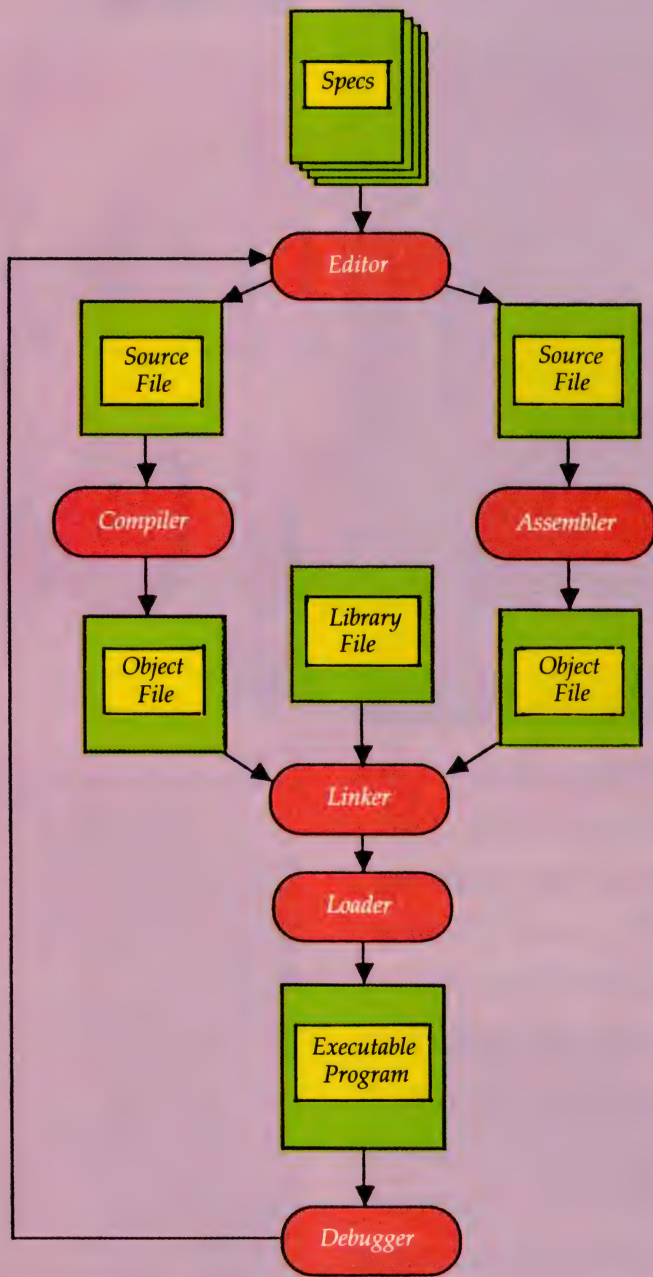 Specs
Editor
Source
File
Source
File
Compiler
Assembler
Library
File
Object
File
Object
File
Linker
Loader
Executable
Program
Debugger